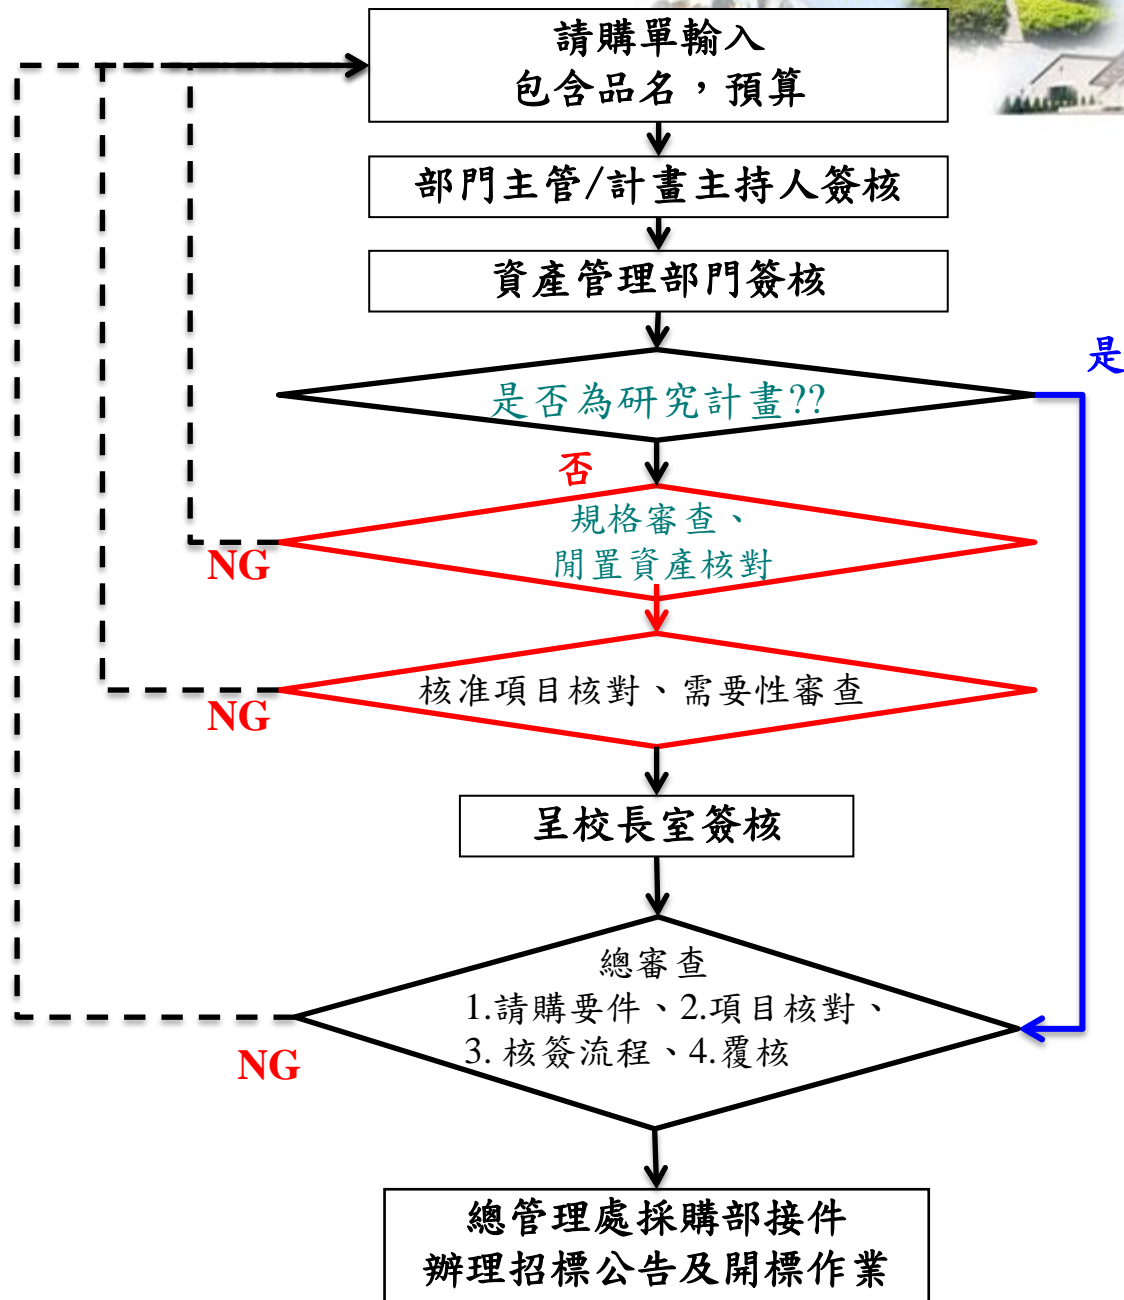 請購單輸入
包含品名，預算
部門主管/計畫主持人簽核
資產管理部門簽核
是
是否為研究計畫??
否
規格審查、
閒置資產核對
NG
核准項目核對、需要性審查
NG
呈校長室簽核
總審查
1.請購要件、2.項目核對、
3. 核簽流程、4.覆核
NG
總管理處採購部接件
辦理招標公告及開標作業